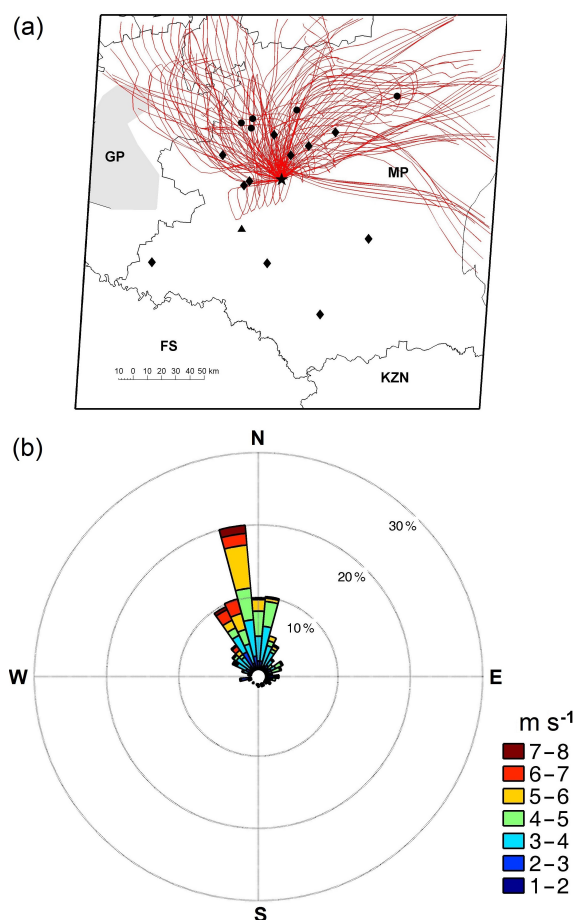 (a)
GP
MP
FS
10 0 10 20 30 40 50 km
KZN
(b)
N
30 %
20 %
10 %
W
E
S
m s-1
7 – 8
6 – 7
5 – 6
4 – 5
3 – 4
2 – 3
1 – 2